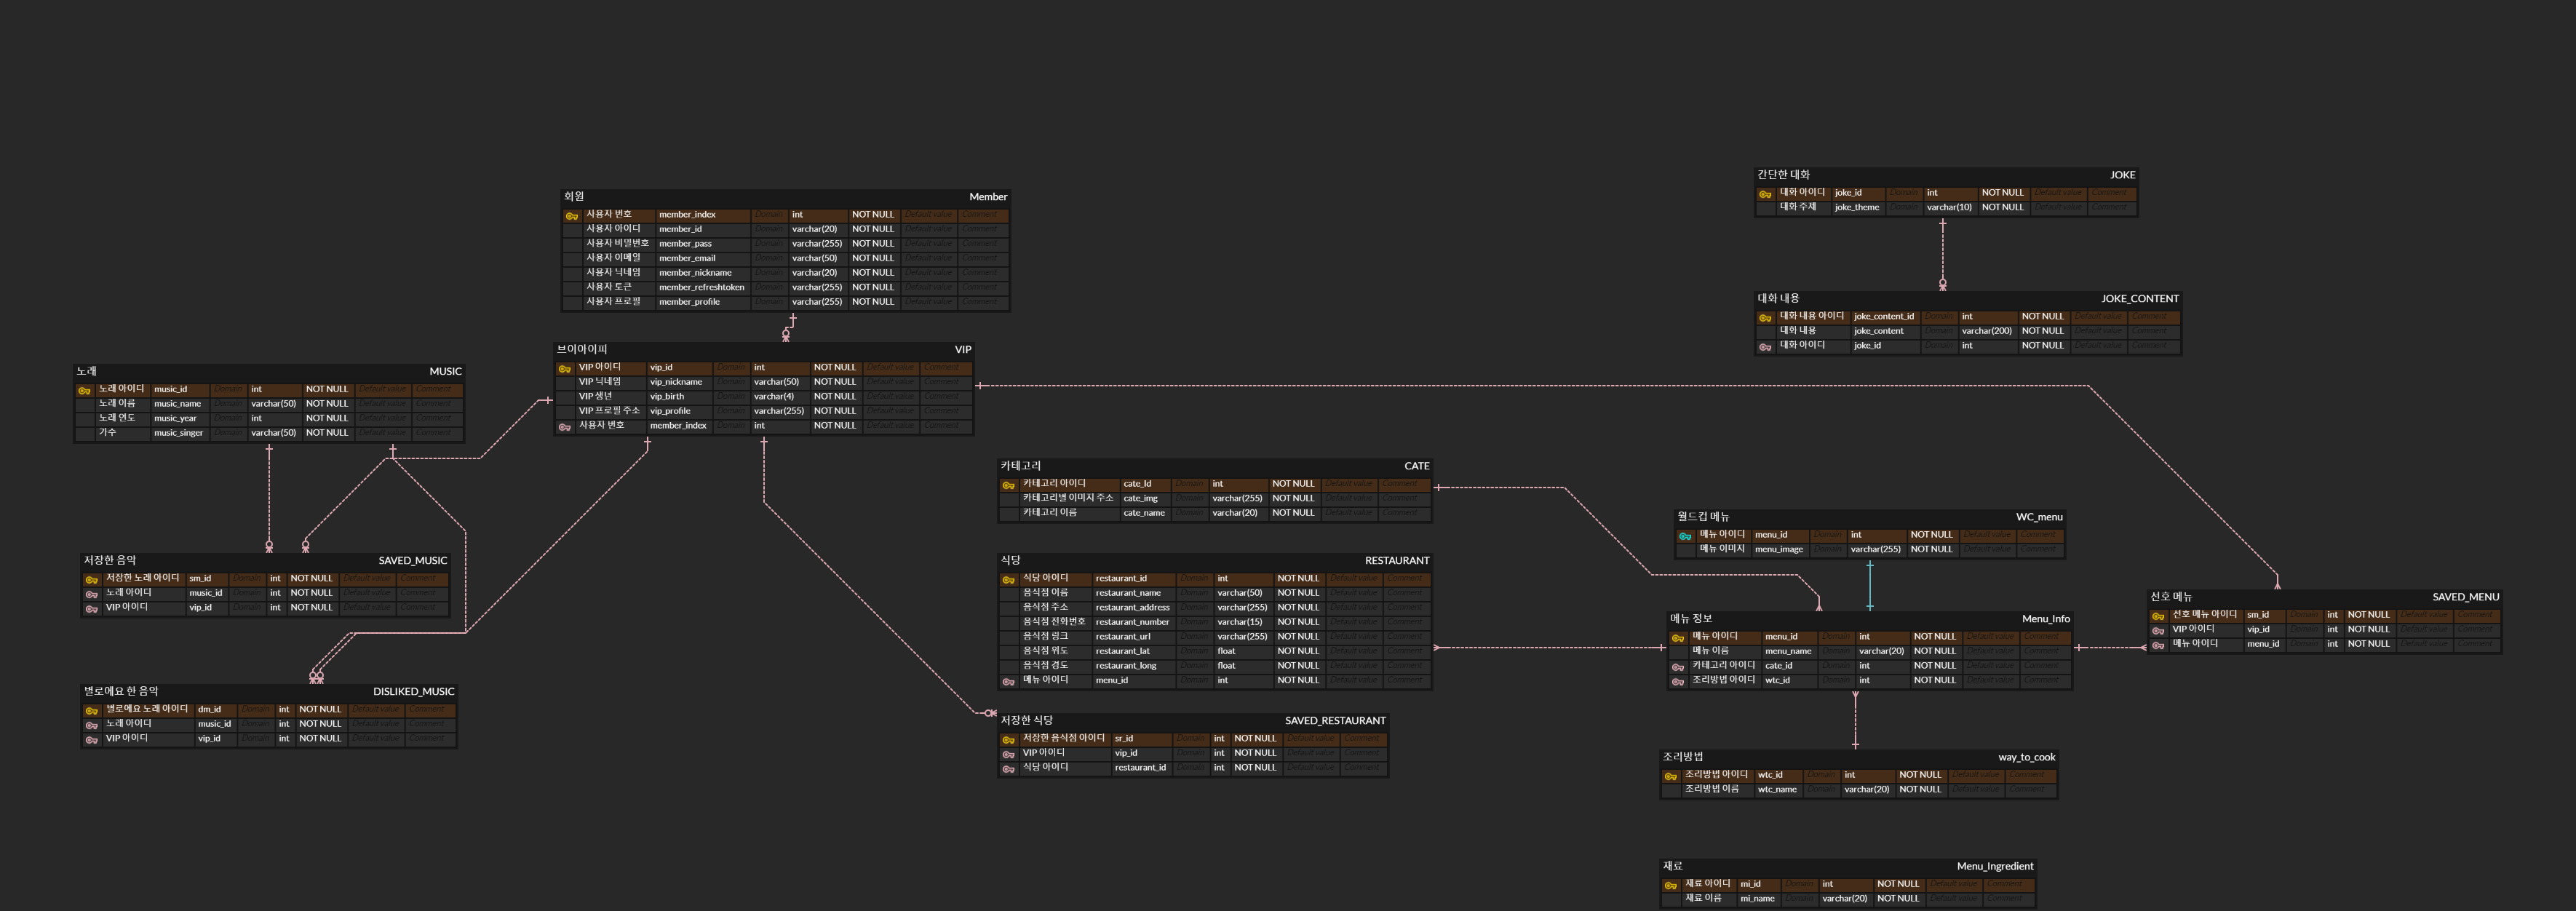 간단한 대화 JOKE
대화 아이디 joke_id Domain int NOT NULL Default value Comment
대화 주제 joke_theme Domain varchar(10) NOT NULL Default value Comment
회원 Member
사용자 번호 member_index Domain int NOT NULL Default value Comment
사용자 아이디 member_id Domain varchar(20) NOT NULL Default value Comment
사용자 비밀번호 member_pass Domain varchar(255) NOT NULL Default value Comment
사용자 이메일 member_email Domain varchar(50) NOT NULL Default value Comment
사용자 닉네임 member_nickname Domain varchar(20) NOT NULL Default value Comment
사용자 토큰 member_refreshtoken Domain varchar(255) NOT NULL Default value Comment
사용자 프로필 member_profile Domain varchar(255) NOT NULL Default value Comment
대화 내용 JOKE_CONTENT
대화 내용 아이디 joke_content_id Domain int NOT NULL Default value Comment
대화 내용 joke_content Domain varchar(200) NOT NULL Default value Comment
대화 아이디 joke_id Domain int NOT NULL Default value Comment
브이아이피 VIP
VIP 아이디 vip_id Domain int NOT NULL Default value Comment
VIP 닉네임 vip_nickname Domain varchar(50) NOT NULL Default value Comment
VIP 생년 vip_birth Domain varchar(4) NOT NULL Default value Comment
VIP 프로필 주소 vip_profile Domain varchar(255) NOT NULL Default value Comment
사용자 번호 member_index Domain int NOT NULL Default value Comment
노래 MUSIC
노래 아이디 music_id Domain int NOT NULL Default value Comment
노래 이름 music_name Domain varchar(50) NOT NULL Default value Comment
노래 연도 music_year Domain int NOT NULL Default value Comment
가수 music_singer Domain varchar(50) NOT NULL Default value Comment
카테고리 CATE
카테고리 아이디 cate_Id Domain int NOT NULL Default value Comment
카테고리별 이미지 주소 cate_img Domain varchar(255) NOT NULL Default value Comment
카테고리 이름 cate_name Domain varchar(20) NOT NULL Default value Comment
월드컵 메뉴 WC_menu
메뉴 아이디 menu_id Domain int NOT NULL Default value Comment
메뉴 이미지 menu_image Domain varchar(255) NOT NULL Default value Comment
저장한 음악 SAVED_MUSIC
저장한 노래 아이디 sm_id Domain int NOT NULL Default value Comment
노래 아이디 music_id Domain int NOT NULL Default value Comment
VIP 아이디 vip_id Domain int NOT NULL Default value Comment
식당 RESTAURANT
식당 아이디 restaurant_id Domain int NOT NULL Default value Comment
음식점 이름 restaurant_name Domain varchar(50) NOT NULL Default value Comment
음식점 주소 restaurant_address Domain varchar(255) NOT NULL Default value Comment
음식점 전화번호 restaurant_number Domain varchar(15) NOT NULL Default value Comment
음식점 링크 restaurant_url Domain varchar(255) NOT NULL Default value Comment
음식점 위도 restaurant_lat Domain float NOT NULL Default value Comment
음식점 경도 restaurant_long Domain float NOT NULL Default value Comment
메뉴 아이디 menu_id Domain int NOT NULL Default value Comment
선호 메뉴 SAVED_MENU
선호 메뉴 아이디 sm_id Domain int NOT NULL Default value Comment
VIP 아이디 vip_id Domain int NOT NULL Default value Comment
메뉴 아이디 menu_id Domain int NOT NULL Default value Comment
메뉴 정보 Menu_Info
메뉴 아이디 menu_id Domain int NOT NULL Default value Comment
메뉴 이름 menu_name Domain varchar(20) NOT NULL Default value Comment
카테고리 아이디 cate_id Domain int NOT NULL Default value Comment
조리방법 아이디 wtc_id Domain int NOT NULL Default value Comment
별로에요 한 음악 DISLIKED_MUSIC
별로에요 노래 아이디 dm_id Domain int NOT NULL Default value Comment
노래 아이디 music_id Domain int NOT NULL Default value Comment
VIP 아이디 vip_id Domain int NOT NULL Default value Comment
저장한 식당 SAVED_RESTAURANT
저장한 음식점 아이디 sr_id Domain int NOT NULL Default value Comment
VIP 아이디 vip_id Domain int NOT NULL Default value Comment
식당 아이디 restaurant_id Domain int NOT NULL Default value Comment
조리방법 way_to_cook
조리방법 아이디 wtc_id Domain int NOT NULL Default value Comment
조리방법 이름 wtc_name Domain varchar(20) NOT NULL Default value Comment
재료 Menu_Ingredient
재료 아이디 mi_id Domain int NOT NULL Default value Comment
재료 이름 mi_name Domain varchar(20) NOT NULL Default value Comment